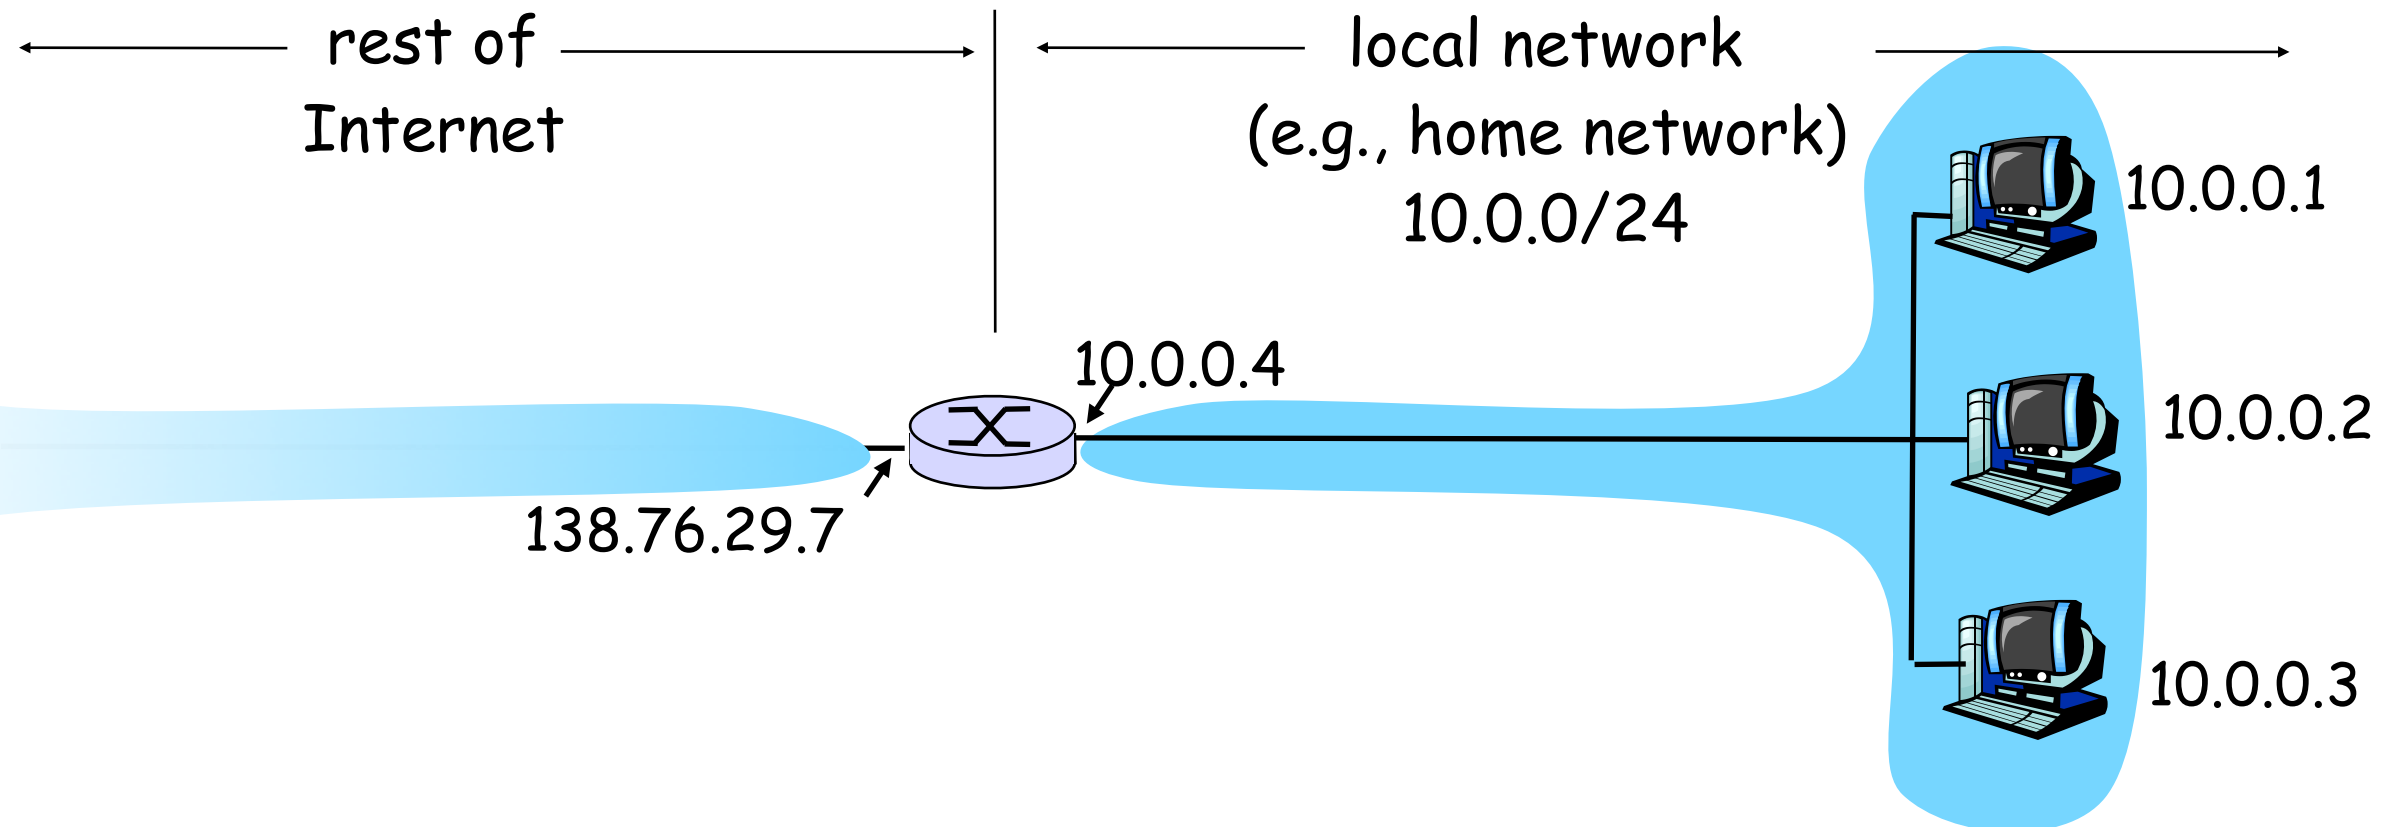 rest of
Internet
local network
(e.g., home network)
10.0.0/24
10.0.0.1
10.0.0.4
10.0.0.2
138.76.29.7
10.0.0.3